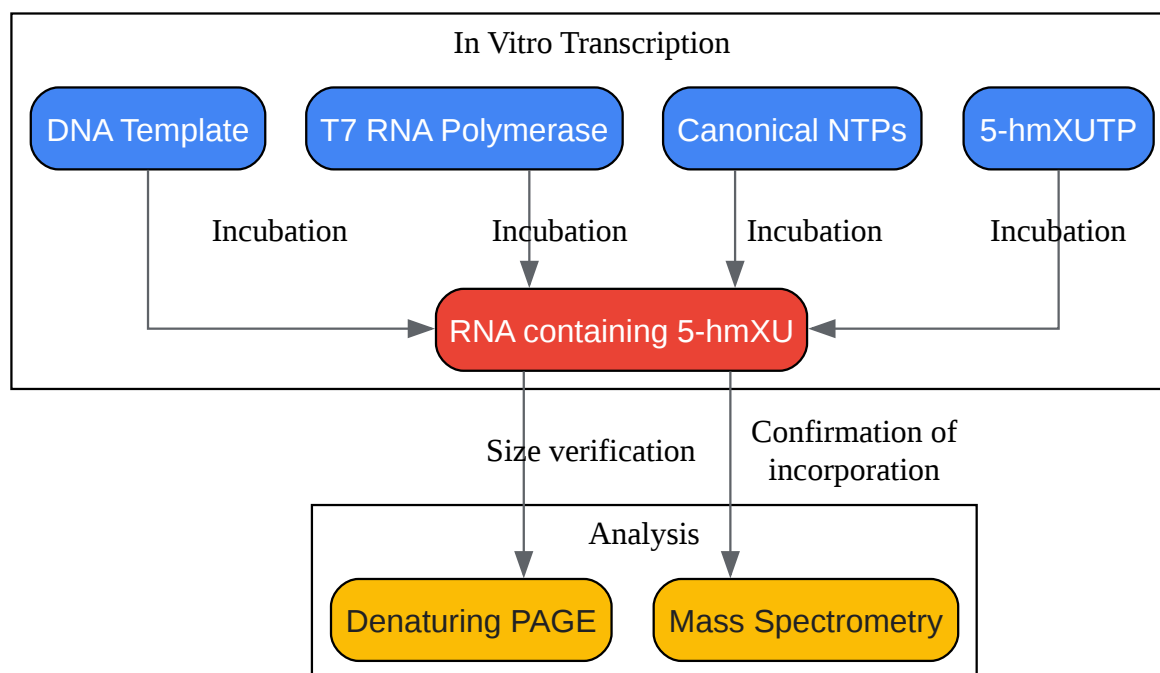 In Vitro Transcription
DNA Template
T7 RNA Polymerase
Canonical NTPs
5-hmXUTP
Incubation
Incubation
Incubation
Incubation
RNA containing 5-hmXU
Size verification
Confirmation of
incorporation
Analysis
Denaturing PAGE
Mass Spectrometry